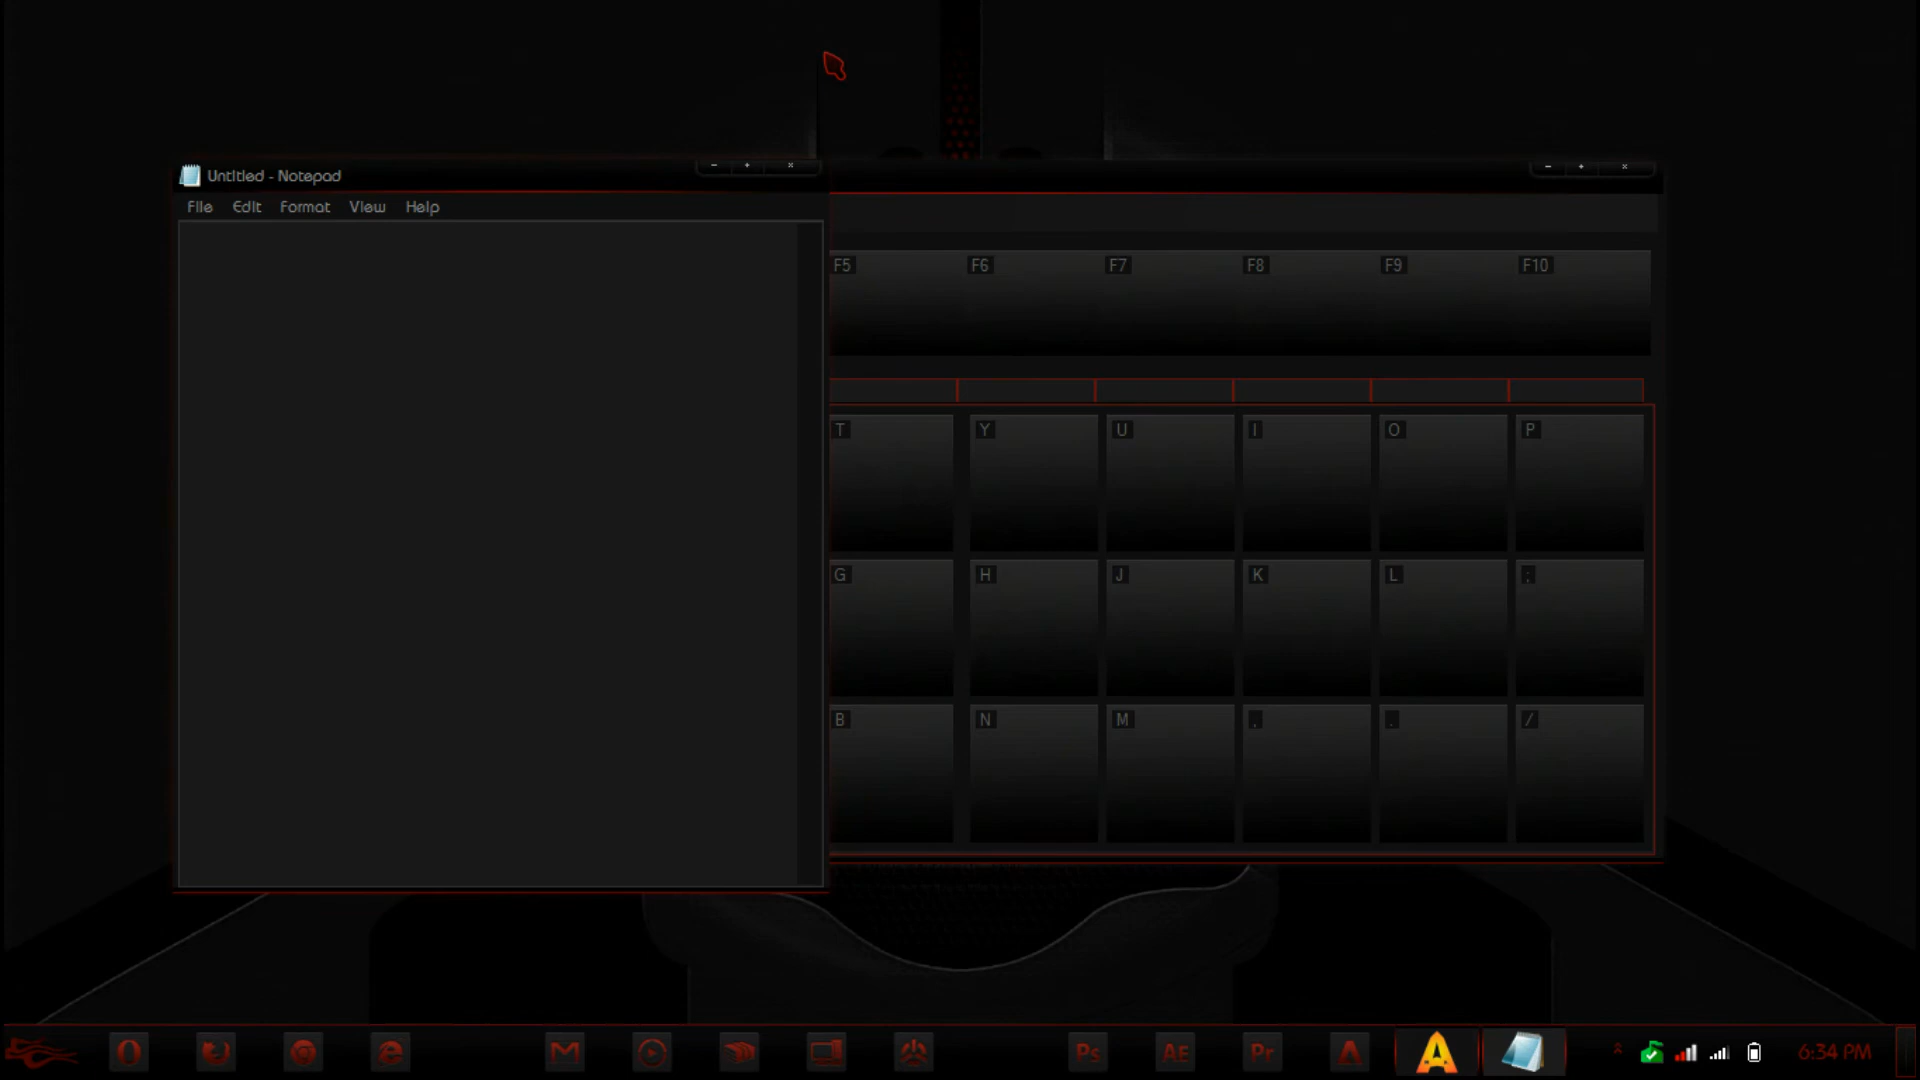 Untitled - Notepad
File Edit Format View Help
F5 F6 F7 F8 F9 F10
T Y U I O P
G H J K L ;
B N M , . /
Ps AE Pr
6:34 PM